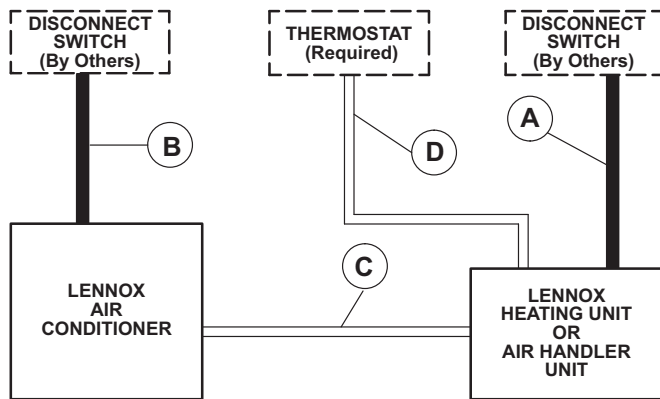 DISCONNECT
SWITCH
(By Others)
THERMOSTAT
(Required)
DISCONNECT
SWITCH
(By Others)
A
B
D
C
LENNOX
AIR
CONDITIONER
LENNOX
HEATING UNIT
OR
AIR HANDLER
UNIT